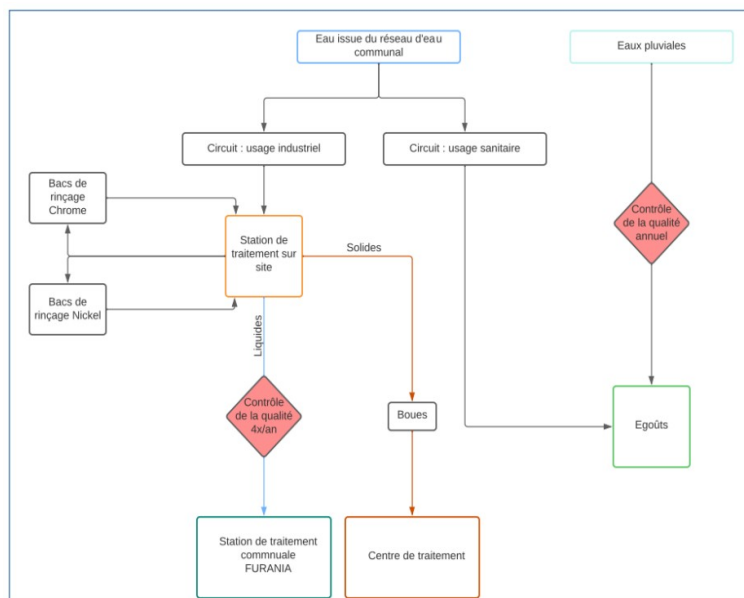 Eau issue du réseau d'eau
communal
Eaux pluviales
Circuit : usage industriel
Circuit : usage sanitaire
Bacs de
rinçage
Chrome
Contrôle
de la qualité
annuel
Station de
traitement sur
site
Solides
Bacs de
rinçage Nickel
Liquides
Contrôle
de la qualité
4x/an
Boues
Egoûts
Station de traitement
commnuale
FURANIA
Centre de traitement